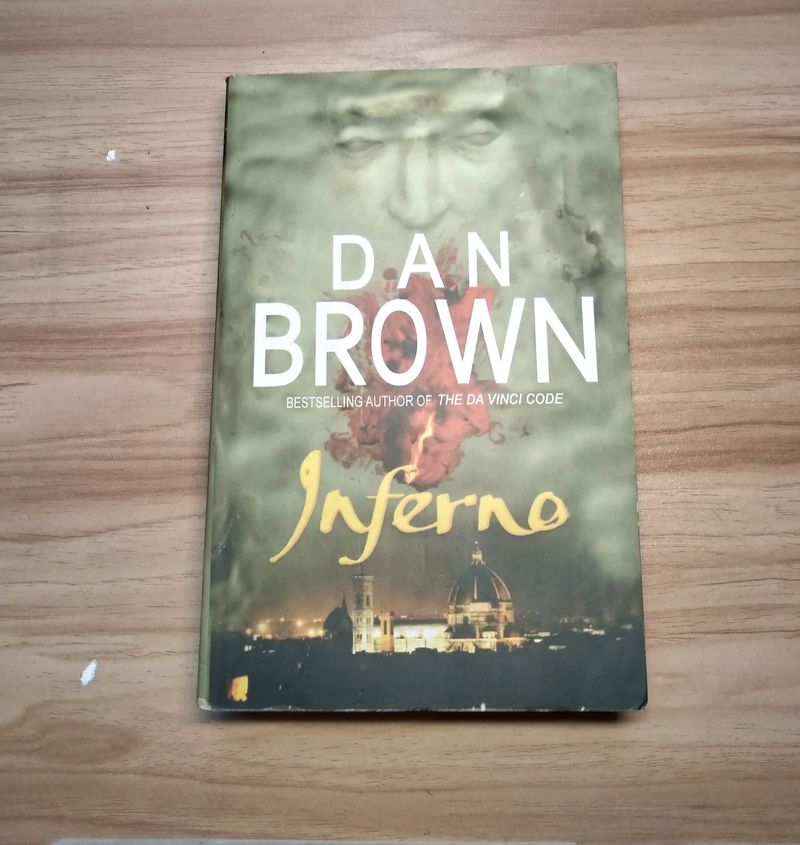 DAN
BROWN
BESTSELLING AUTHOR OF THE DA VINCI CODE
Inferno